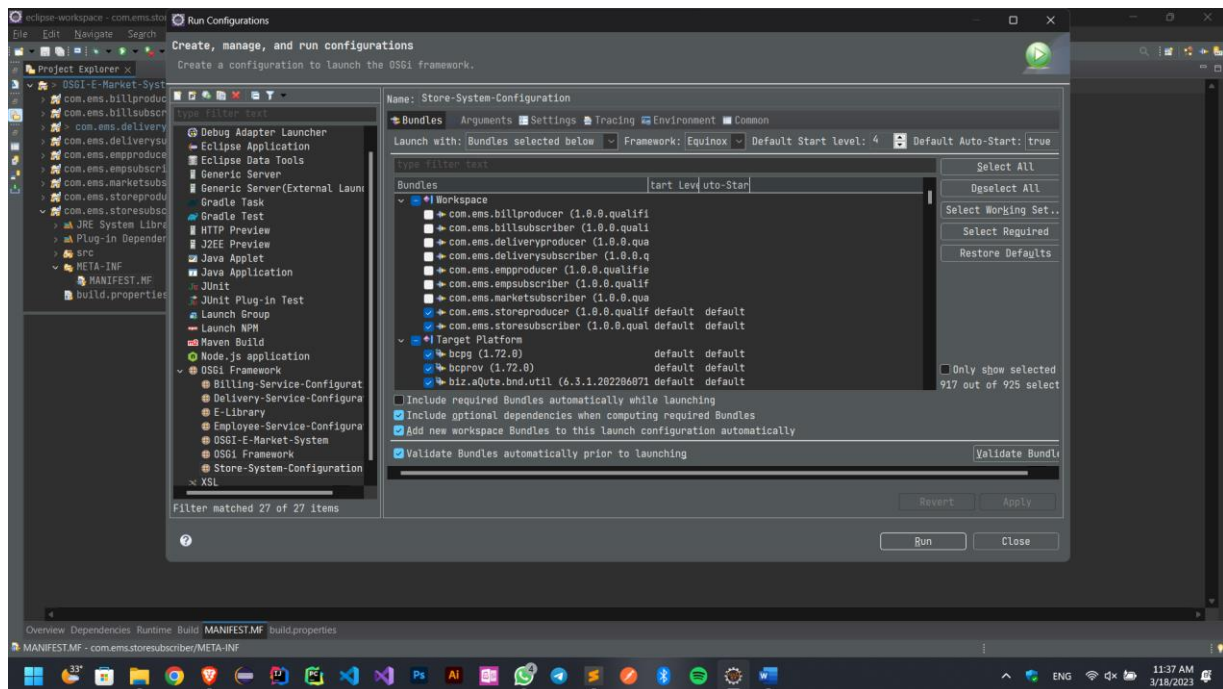 eclipse-workspace - com.ems.sto
Run Configurations
File Edit Navigate Search
Create, manage, and run configurations
Create a configuration to launch the OSGi framework.
Project Explorer
OSGI-E-Market-Syst
com.ems.billproduc
com.ems.billsubscr
com.ems.delivery
com.ems.deliverysu
com.ems.empproduce
com.ems.empsubscri
com.ems.marketsubs
com.ems.storeprodu
com.ems.storesubsc
JRE System Libra
Plug-in Depender
src
META-INF
MANIFEST.MF
build.properties
type filter text
Debug Adapter Launcher
Eclipse Application
Eclipse Data Tools
Generic Server
Generic Server(External Laun
Gradle Task
Gradle Test
HTTP Preview
J2EE Preview
Java Applet
Java Application
JUnit
JUnit Plug-in Test
Launch Group
Launch NPM
Maven Build
Node.js application
OSGi Framework
Billing-Service-Configurat
Delivery-Service-Configura
E-Library
Employee-Service-Configura
OSGI-E-Market-System
OSGi Framework
Store-System-Configuration
XSL
Filter matched 27 of 27 items
Name: Store-System-Configuration
Bundles Arguments Settings Tracing Environment Common
Launch with: Bundles selected below Framework: Equinox Default Start level: 4 Default Auto-Start: true
type filter text
Bundles tart Leve uto-Star
Workspace
com.ems.billproducer (1.0.0.qualifi
com.ems.billsubscriber (1.0.0.quali
com.ems.deliveryproducer (1.0.0.qua
com.ems.deliverysubscriber (1.0.0.q
com.ems.empproducer (1.0.0.qualifie
com.ems.empsubscriber (1.0.0.qualif
com.ems.marketsubscriber (1.0.0.qua
com.ems.storeproducer (1.0.0.qualif default default
com.ems.storesubscriber (1.0.0.qual default default
Target Platform
bcpg (1.72.0) default default
bcprov (1.72.0) default default
biz.aQute.bnd.util (6.3.1.202206071 default default
Select All
Deselect All
Select Working Set..
Select Required
Restore Defaults
Only show selected
917 out of 925 select
Include required Bundles automatically while launching
Include optional dependencies when computing required Bundles
Add new workspace Bundles to this launch configuration automatically
Validate Bundles automatically prior to launching
Validate Bundle
Revert Apply
Run Close
Overview Dependencies Runtime Build MANIFEST.MF build.properties
MANIFEST.MF - com.ems.storesubscriber/META-INF
33°
PC
Ps
Ai
ENG
11:37 AM
3/18/2023